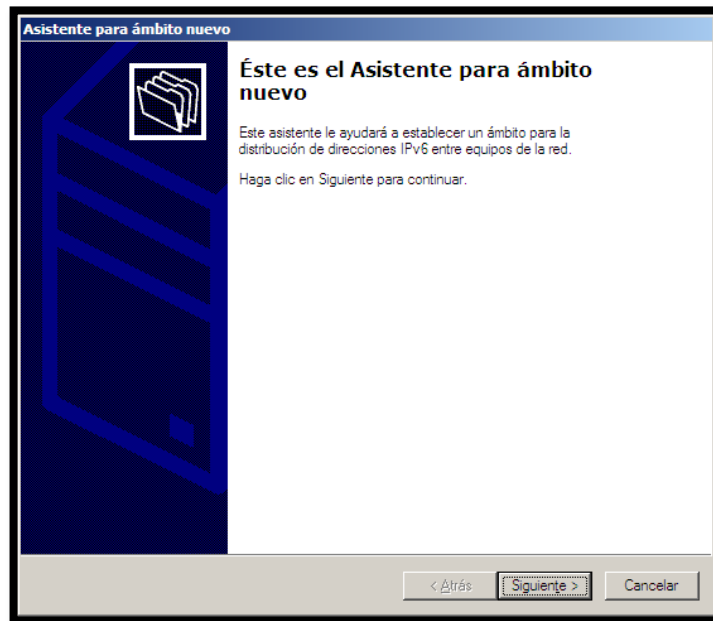 Asistente para ámbito nuevo
Éste es el Asistente para ámbito
nuevo
Este asistente le ayudará a establecer un ámbito para la
distribución de direcciones IPv6 entre equipos de la red.
Haga clic en Siguiente para continuar.
< Atrás Siguiente > Cancelar